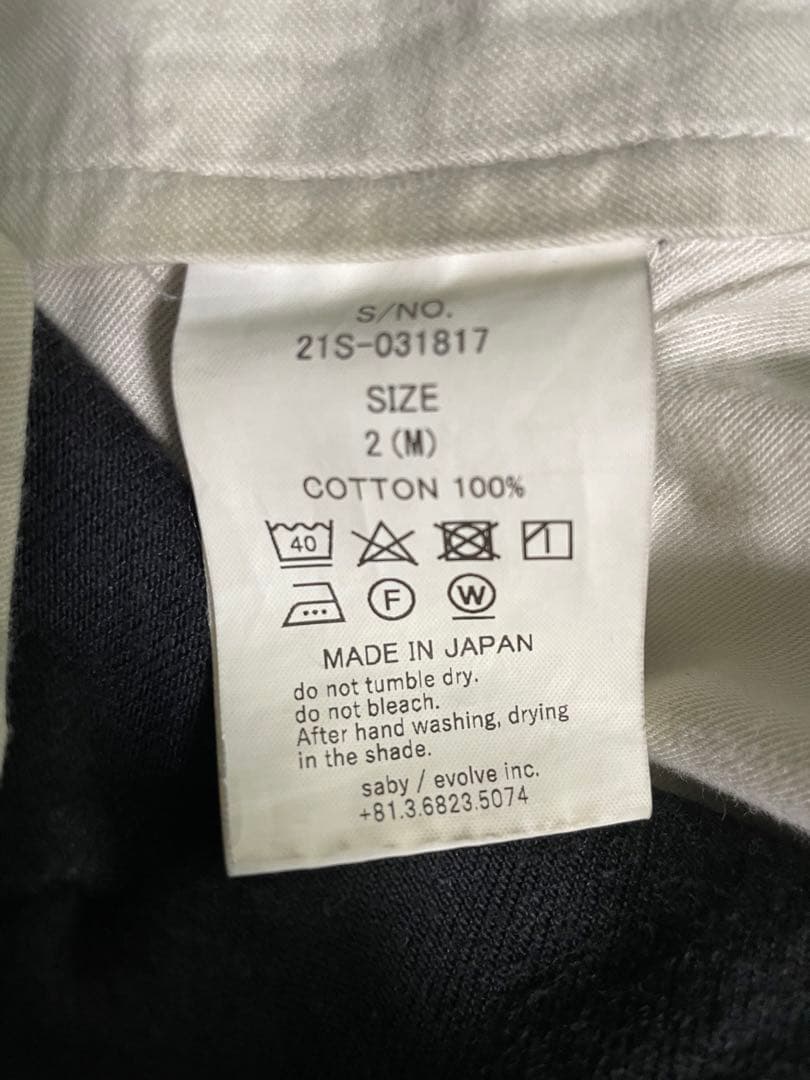 S/NO.
21S-031817
SIZE
2(M)
COTTON 100%
40
F W
MADE IN JAPAN
do not tumble dry.
do not bleach.
After hand washing, drying
in the shade.
saby / evolve inc.
+81.3.6823.5074